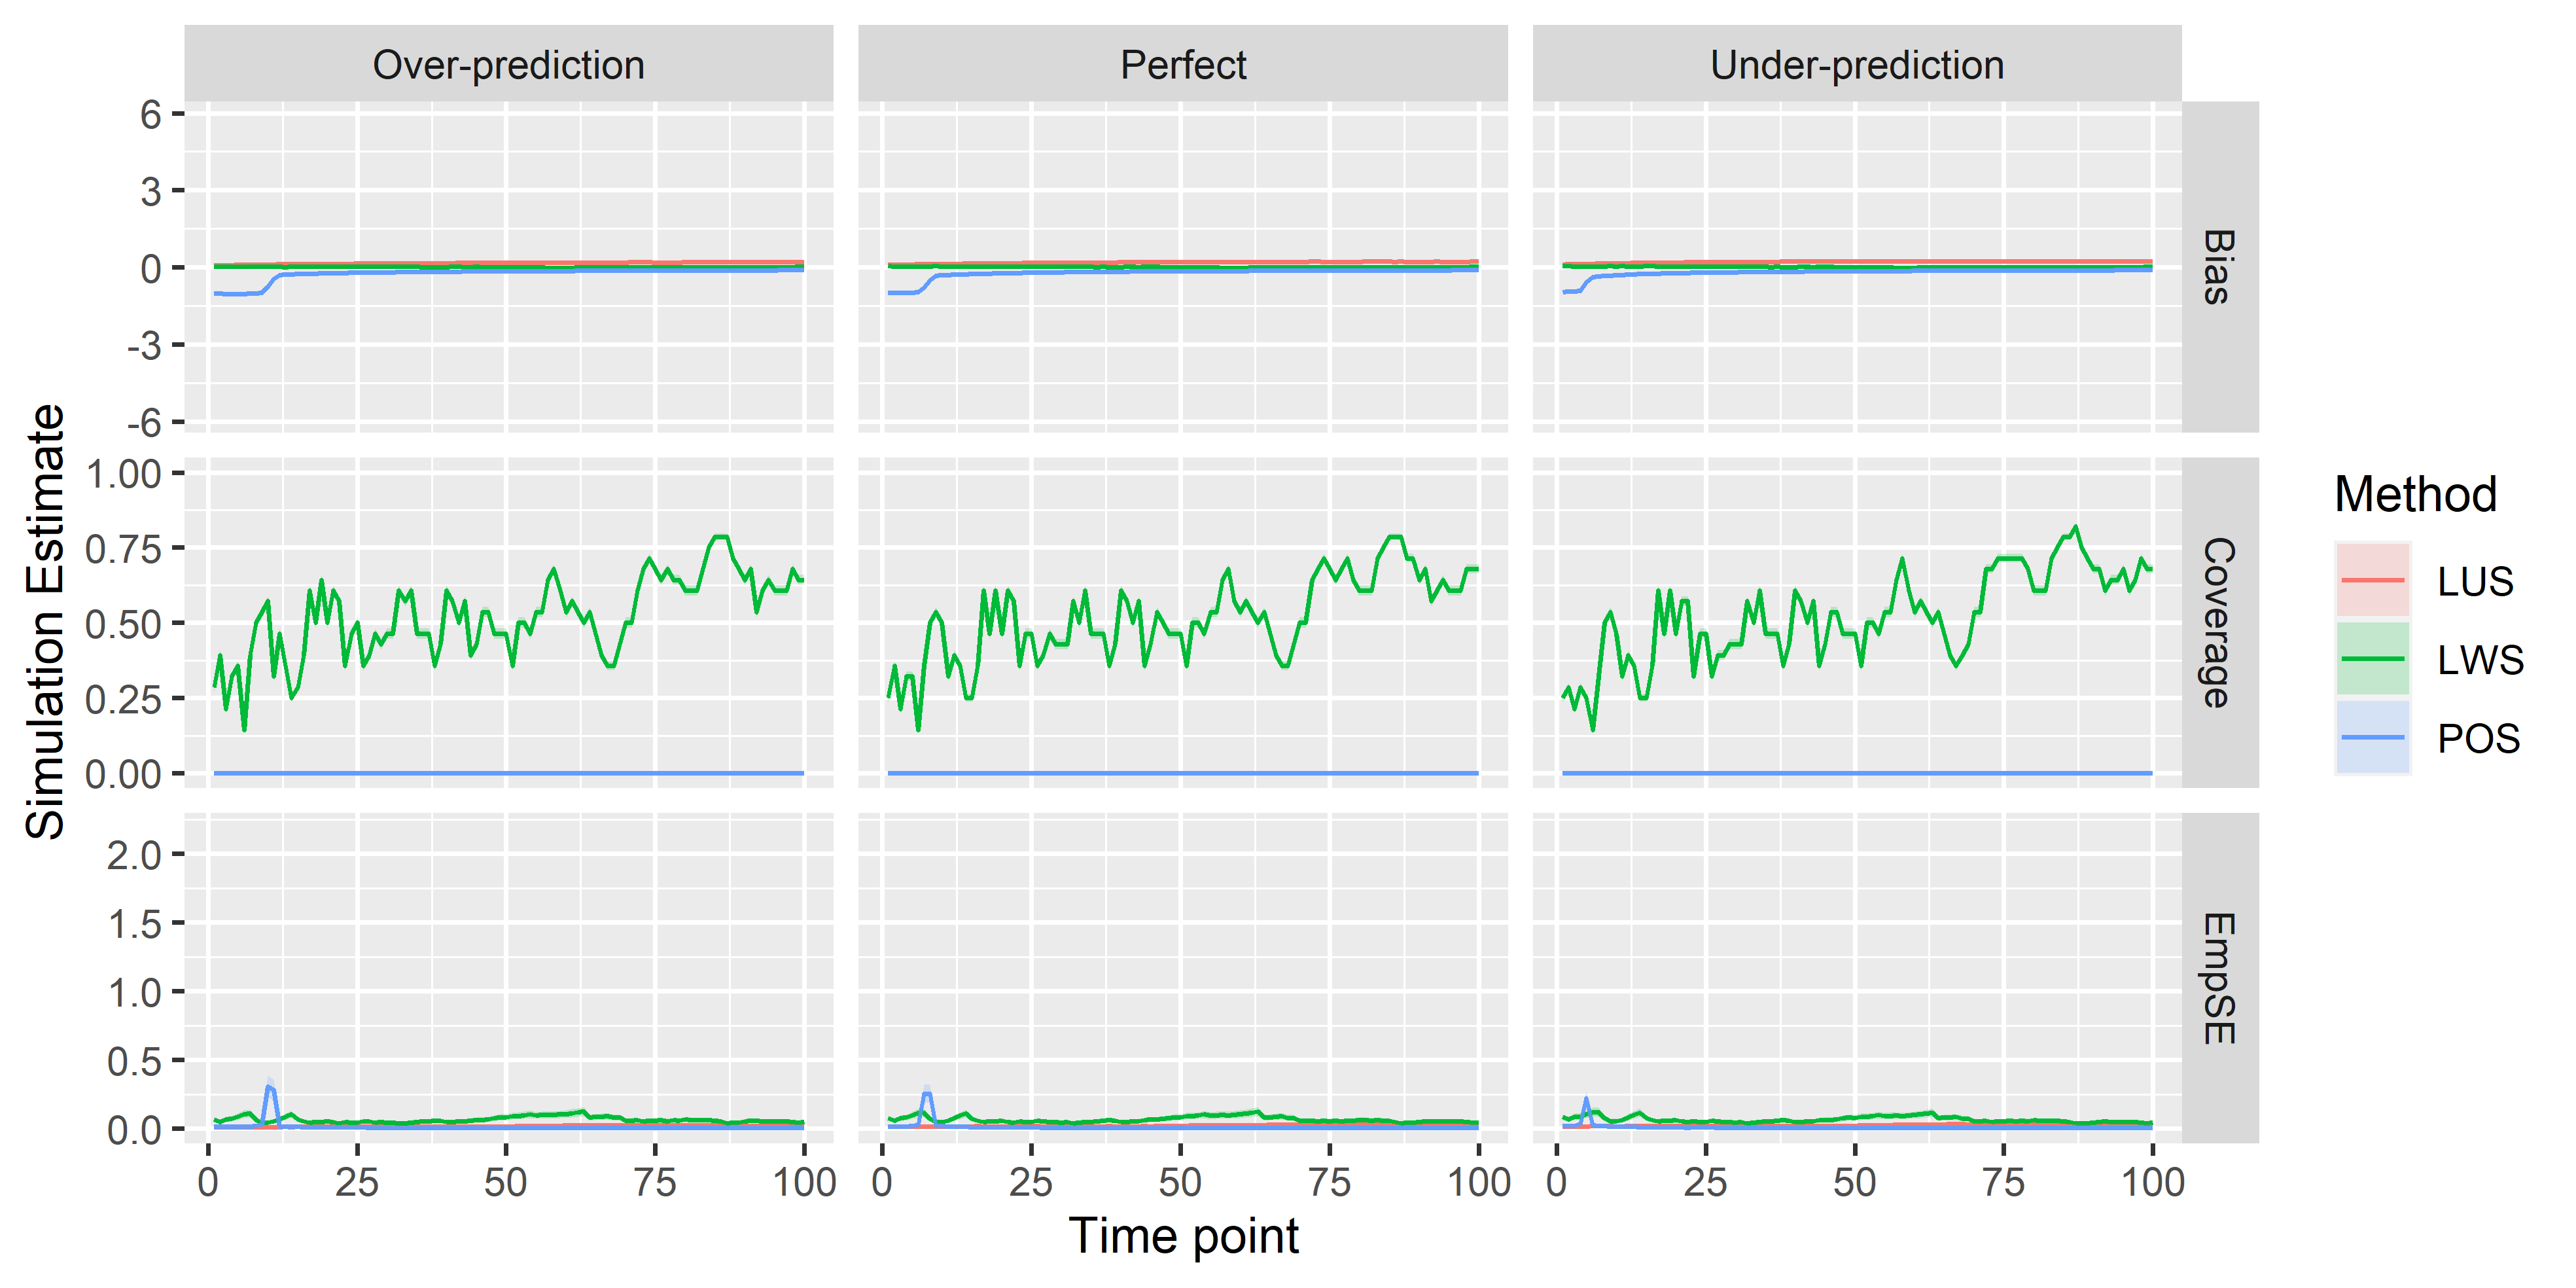 Over-prediction
Perfect
Under-prediction
6
3
0
-3
-6
Bias
1.00
0.75
0.50
0.25
0.00
Coverage
2.0
1.5
1.0
0.5
0.0
EmpSE
0 25 50 75 100
0 25 50 75 100
0 25 50 75 100
Time point
Simulation Estimate
Method
LUS
LWS
POS